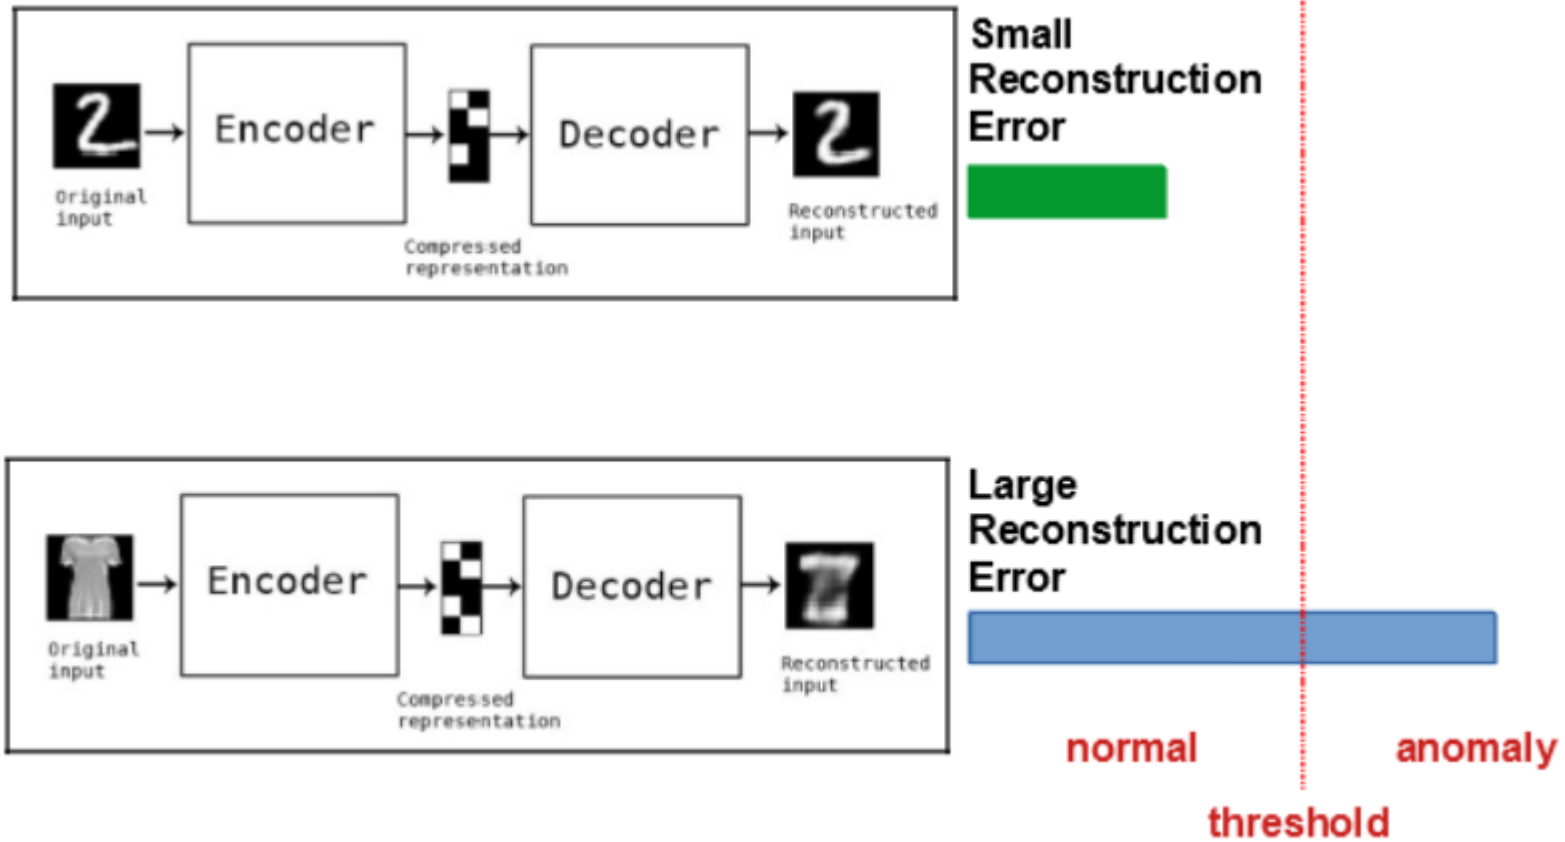 Small
Reconstruction
Error
Encoder
Decoder
Original
input
Reconstructed
input
Compressed
representation
Large
Reconstruction
Error
Encoder
Decoder
Original
input
Reconstructed
input
Compressed
representation
normal
anomaly
threshold